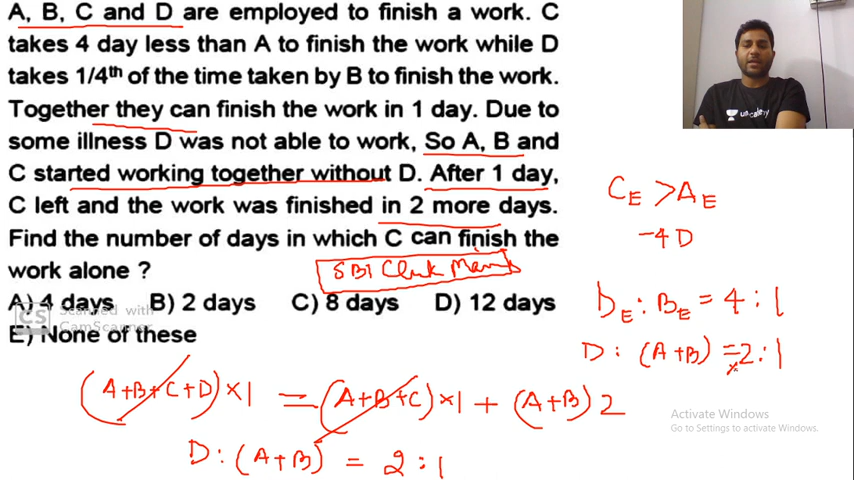 A, B, C and D are employed to finish a work. C
takes 4 day less than A to finish the work while D
takes 1/4th of the time taken by B to finish the work.
Together they can finish the work in 1 day. Due to
some illness D was not able to work, So A, B and
C started working together without D. After 1 day,
C left and the work was finished in 2 more days.
Find the number of days in which C can finish the
work alone ?
SBI Clerk Mains
A) 4 days B) 2 days C) 8 days D) 12 days
E) None of these
CS Scanned with
CamScanner
unacademy
CE > AE
-4D
DE : BE = 4 : 1
D : (A+B) = 2 : 1
(A+B+C+D)×1 = (A+B+C)×1 + (A+B)2
D : (A+B) = 2 : 1
Activate Windows
Go to Settings to activate Windows.